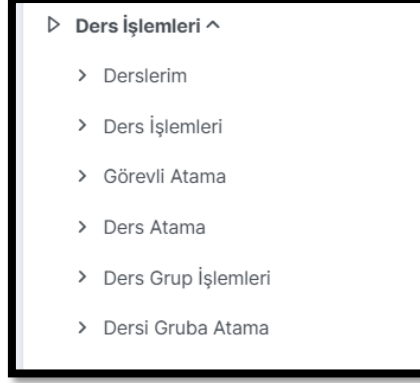 Ders İşlemleri
Derslerim
Ders İşlemleri
Görevli Atama
Ders Atama
Ders Grup İşlemleri
Dersi Gruba Atama